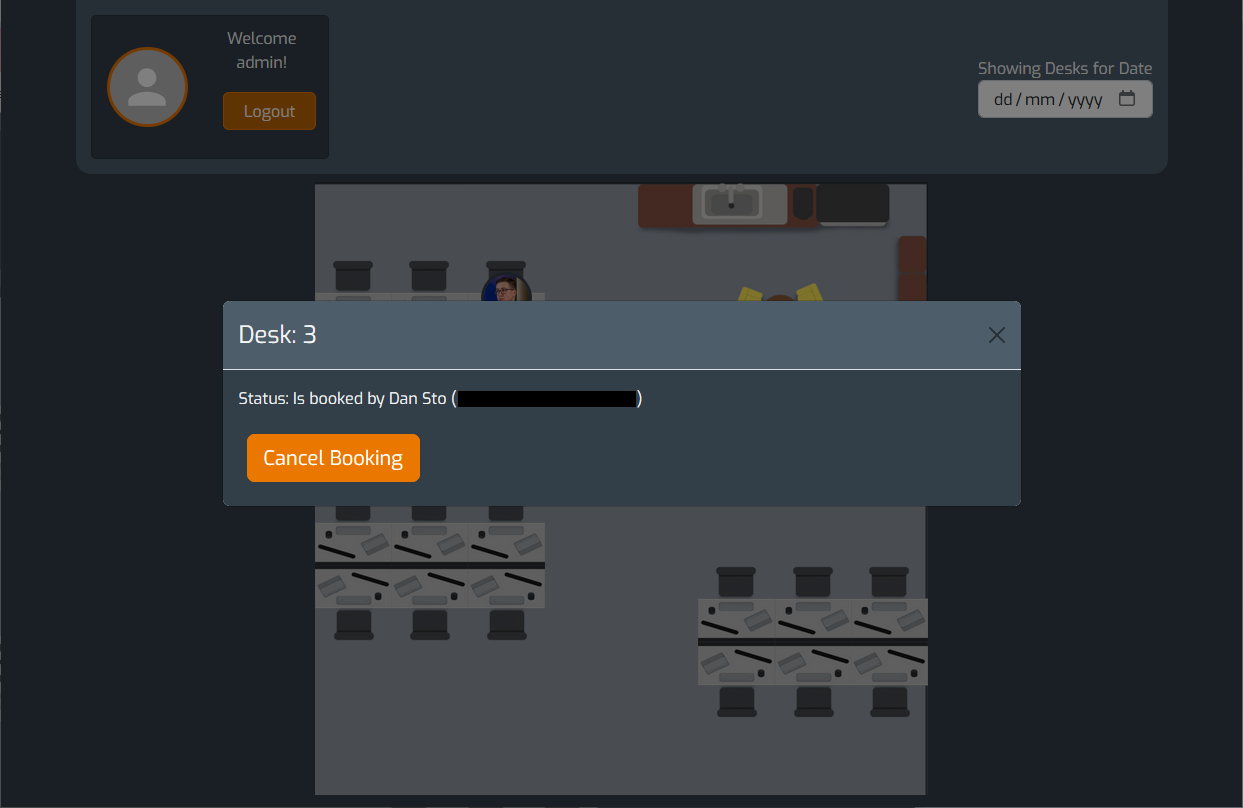 Welcome
admin!
Logout
Showing Desks for Date
dd/mm/yyyy
Desk: 3
Status: Is booked by Dan Sto ( )
Cancel Booking